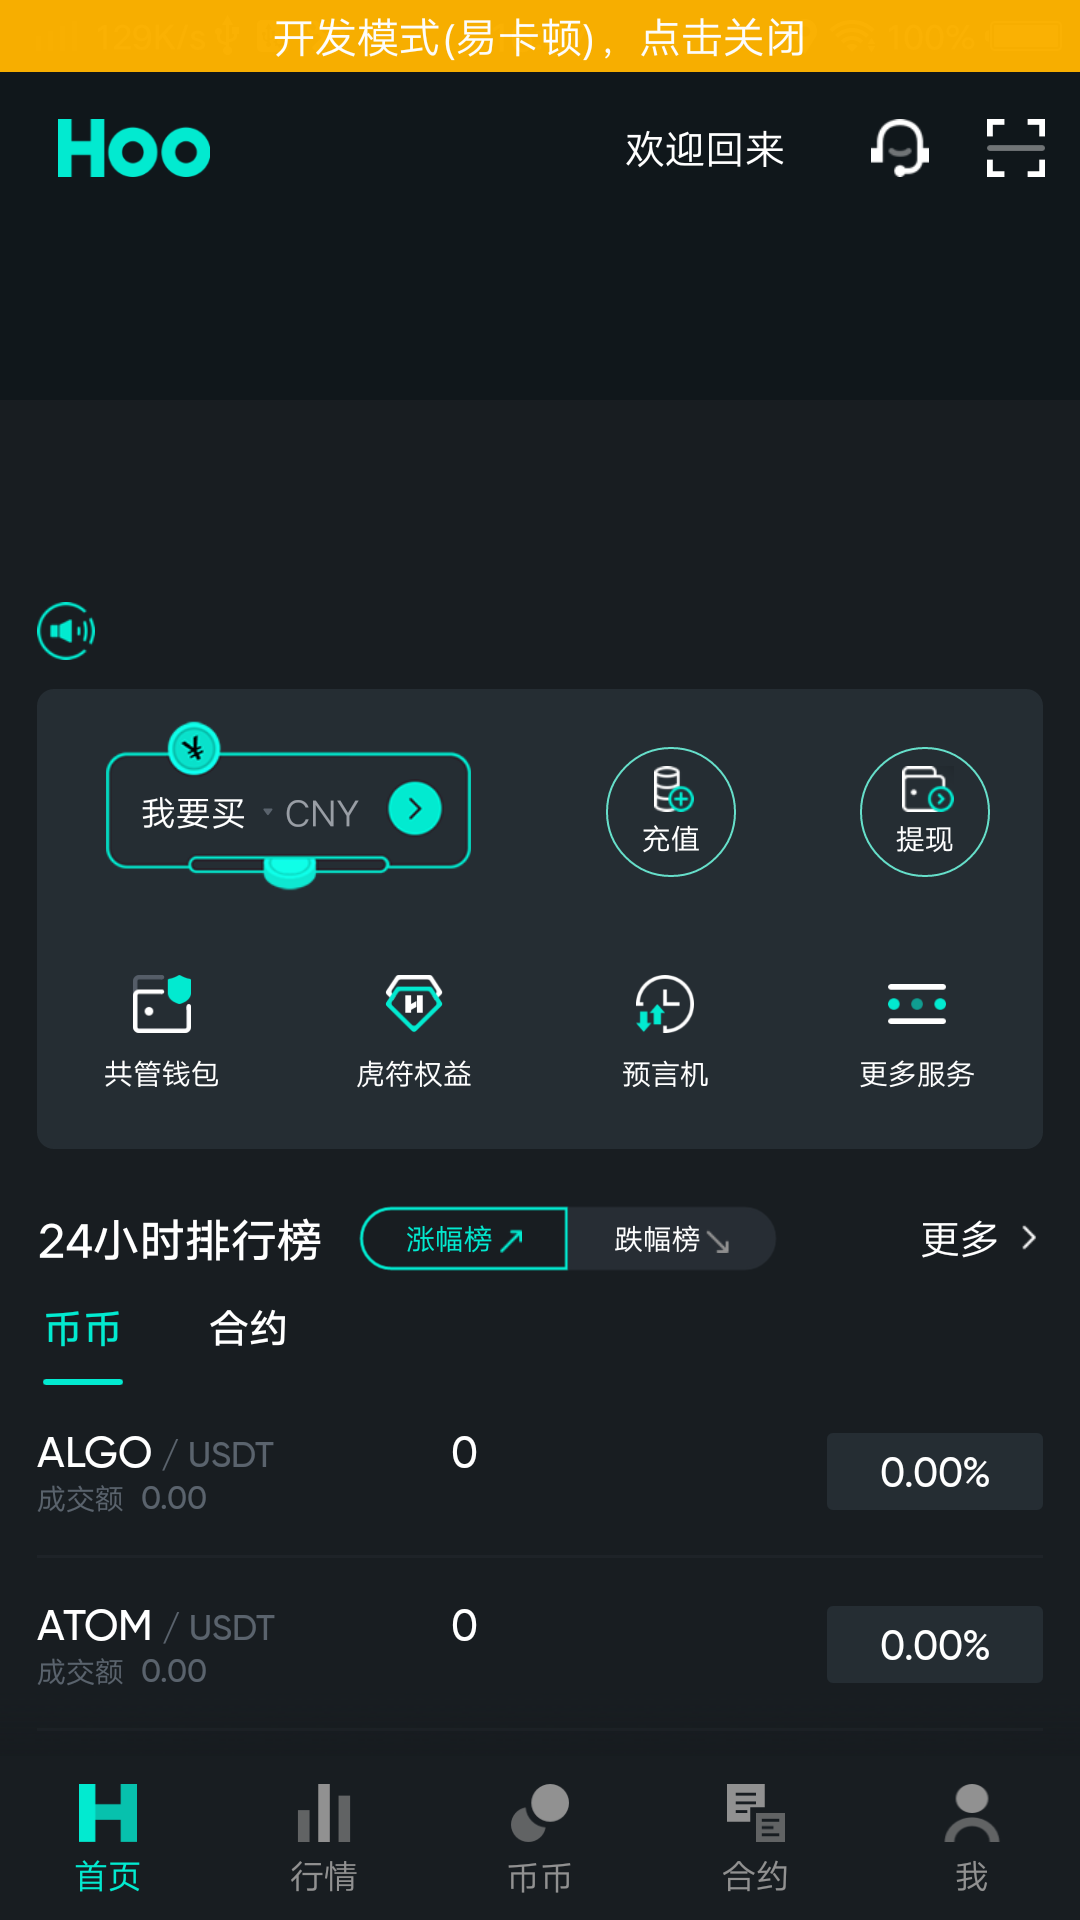 开发模式(易卡顿)，点击关闭
Hoo
欢迎回来
我要买 CNY
充值
提现
共管钱包
虎符权益
预言机
更多服务
24小时排行榜
涨幅榜
跌幅榜
更多
币币
合约
ALGO / USDT
0
0.00%
成交额 0.00
ATOM / USDT
0
0.00%
成交额 0.00
首页
行情
币币
合约
我